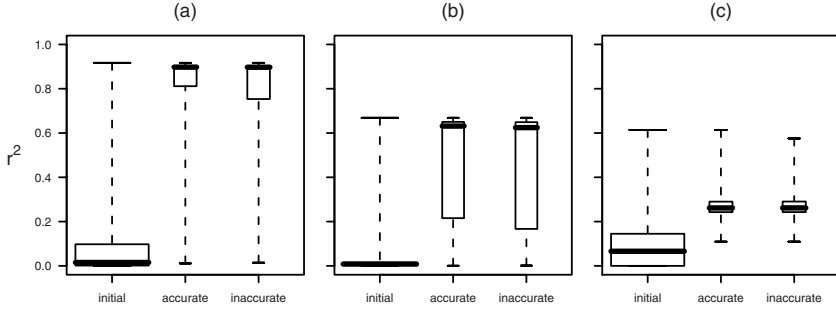 (a) (b) (c)
1.0
0.8
0.6
0.4
0.2
0.0
r²
initial accurate inaccurate initial accurate inaccurate initial accurate inaccurate